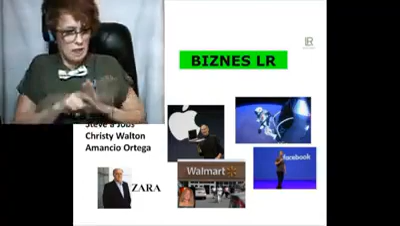 BIZNES LR
LR
Steve a Jobs
Christy Walton
Amancio Ortega
Walmart
facebook
ZARA